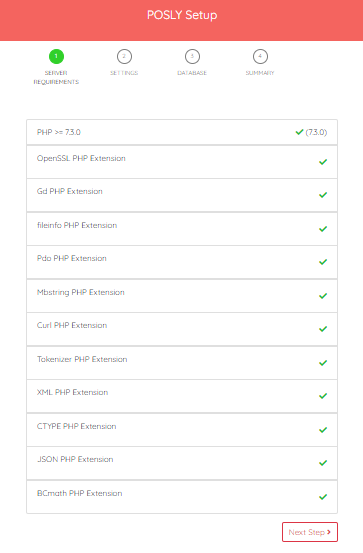 POSLY Setup
1 2 3 4
SERVER REQUIREMENTS
SETTINGS
DATABASE
SUMMARY
PHP >= 7.3.0 (7.3.0)
OpenSSL PHP Extension
Gd PHP Extension
fileinfo PHP Extension
Pdo PHP Extension
Mbstring PHP Extension
Curl PHP Extension
Tokenizer PHP Extension
XML PHP Extension
CTYPE PHP Extension
JSON PHP Extension
BCmath PHP Extension
Next Step